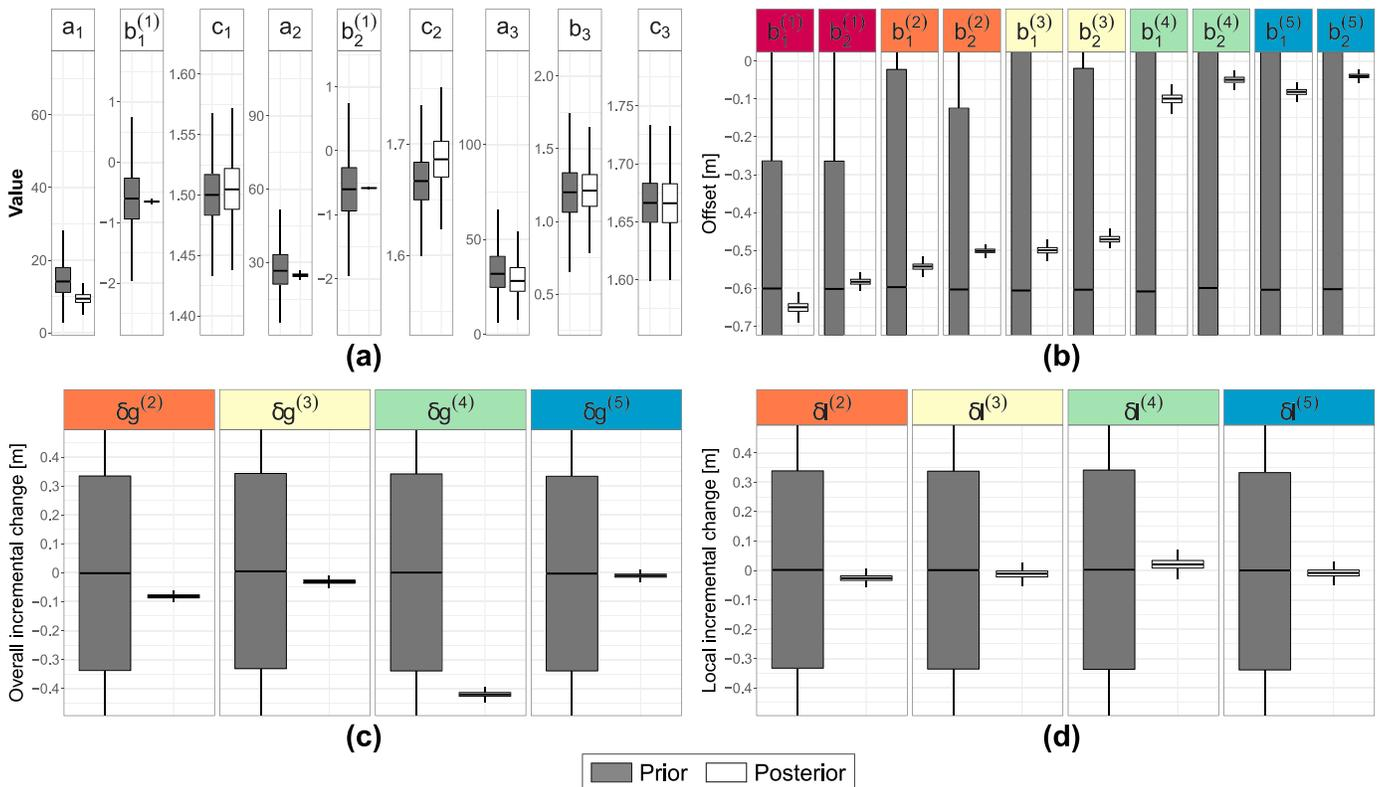 a₁ b₁⁽¹⁾ c₁ a₂ b₂⁽¹⁾ c₂ a₃ b₃ c₃
Value
0 20 40 60
−2 −1 0 1
1.40 1.45 1.50 1.55 1.60
30 60 90
−2 −1 0 1
1.6 1.7
0 50 100
0.5 1.0 1.5 2.0
1.60 1.65 1.70 1.75
(a)
b₁⁽¹⁾ b₂⁽¹⁾ b₁⁽²⁾ b₂⁽²⁾ b₁⁽³⁾ b₂⁽³⁾ b₁⁽⁴⁾ b₂⁽⁴⁾ b₁⁽⁵⁾ b₂⁽⁵⁾
Offset [m]
0
−0.1
−0.2
−0.3
−0.4
−0.5
−0.6
−0.7
(b)
δg⁽²⁾ δg⁽³⁾ δg⁽⁴⁾ δg⁽⁵⁾
Overall incremental change [m]
0.4
0.3
0.2
0.1
0
−0.1
−0.2
−0.3
−0.4
(c)
δl⁽²⁾ δl⁽³⁾ δl⁽⁴⁾ δl⁽⁵⁾
Local incremental change [m]
0.4
0.3
0.2
0.1
0
−0.1
−0.2
−0.3
−0.4
(d)
Prior Posterior